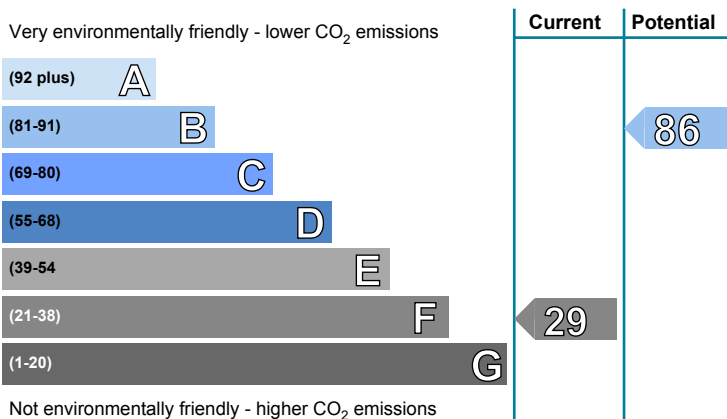 Current Potential
Very environmentally friendly - lower CO2 emissions
(92 plus) A
(81-91) B
86
(69-80) C
(55-68) D
(39-54 E
(21-38) F
29
(1-20) G
Not environmentally friendly - higher CO2 emissions